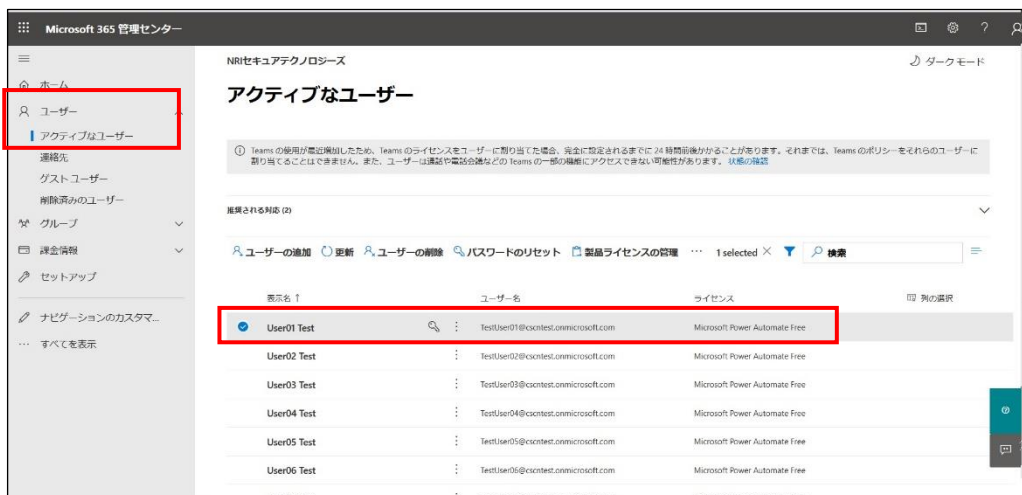 Microsoft 365 管理センター
ホーム
ユーザー
アクティブなユーザー
連絡先
ゲスト ユーザー
削除済みのユーザー
グループ
課金情報
セットアップ
ナビゲーションのカスタマ...
すべてを表示
NRIセキュアテクノロジーズ
ダーク モード
アクティブなユーザー
Teams の使用が最近増加したため、Teams のライセンスをユーザーに割り当てた場合、完全に設定されるまでに 24 時間前後かかることがあります。それまでは、Teams のポリシーをそれらのユーザーに
割り当てることはできません。また、ユーザーは通話や電話会議などの Teams の一部の機能にアクセスできない可能性があります。 状態の確認
推奨される対応 (2)
ユーザーの追加 更新 ユーザーの削除 パスワードのリセット 製品ライセンスの管理 ... 1 selected 検索
表示名 ↑ ユーザー名 ライセンス 列の選択
User01 Test TestUser01@cscntest.onmicrosoft.com Microsoft Power Automate Free
User02 Test TestUser02@cscntest.onmicrosoft.com Microsoft Power Automate Free
User03 Test TestUser03@cscntest.onmicrosoft.com Microsoft Power Automate Free
User04 Test TestUser04@cscntest.onmicrosoft.com Microsoft Power Automate Free
User05 Test TestUser05@cscntest.onmicrosoft.com Microsoft Power Automate Free
User06 Test TestUser06@cscntest.onmicrosoft.com Microsoft Power Automate Free